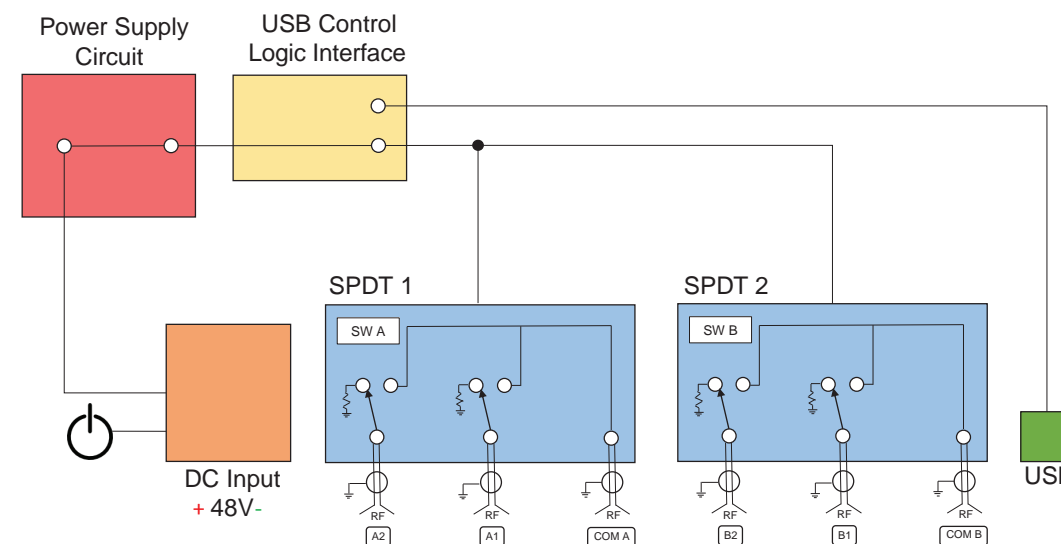 Power Supply
Circuit
USB Control
Logic Interface
SPDT 1
SPDT 2
SW A
SW B
DC Input
+ 48V-
RF
RF
RF
RF
RF
RF
A2
A1
COM A
B2
B1
COM B